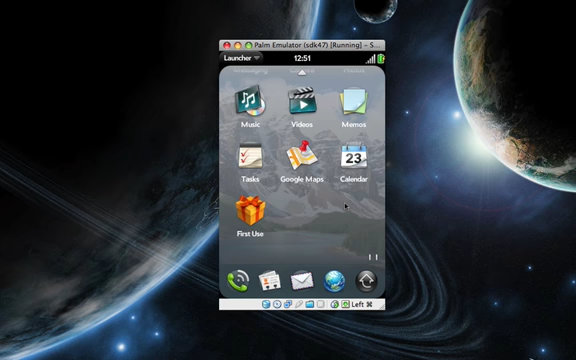 Palm Emulator (sdk47) [Running] – S...
Launcher
12:51
Music
Videos
Memos
Tasks
Google Maps
23
Calendar
First Use
Left ⌘